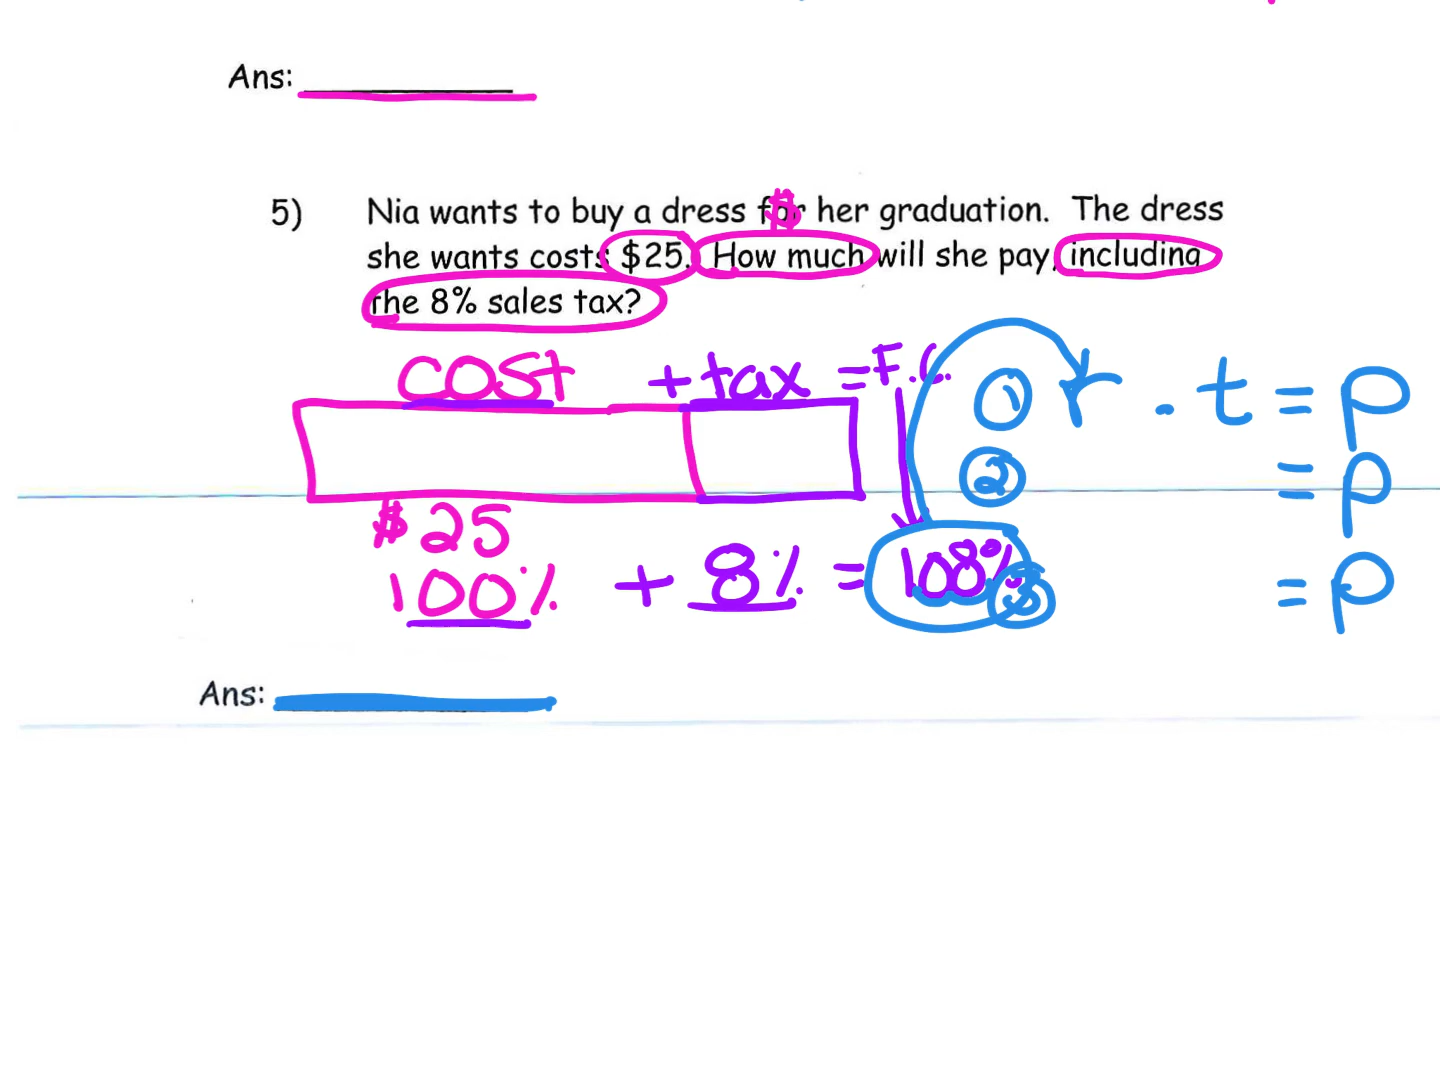 Ans:
5) Nia wants to buy a dress for her graduation. The dress
$
she wants costs $25. How much will she pay, including
the 8% sales tax?
cost + tax = F.C.
① r . t = p
② = p
$25
100% + 8% = 108%
③ = p
Ans: